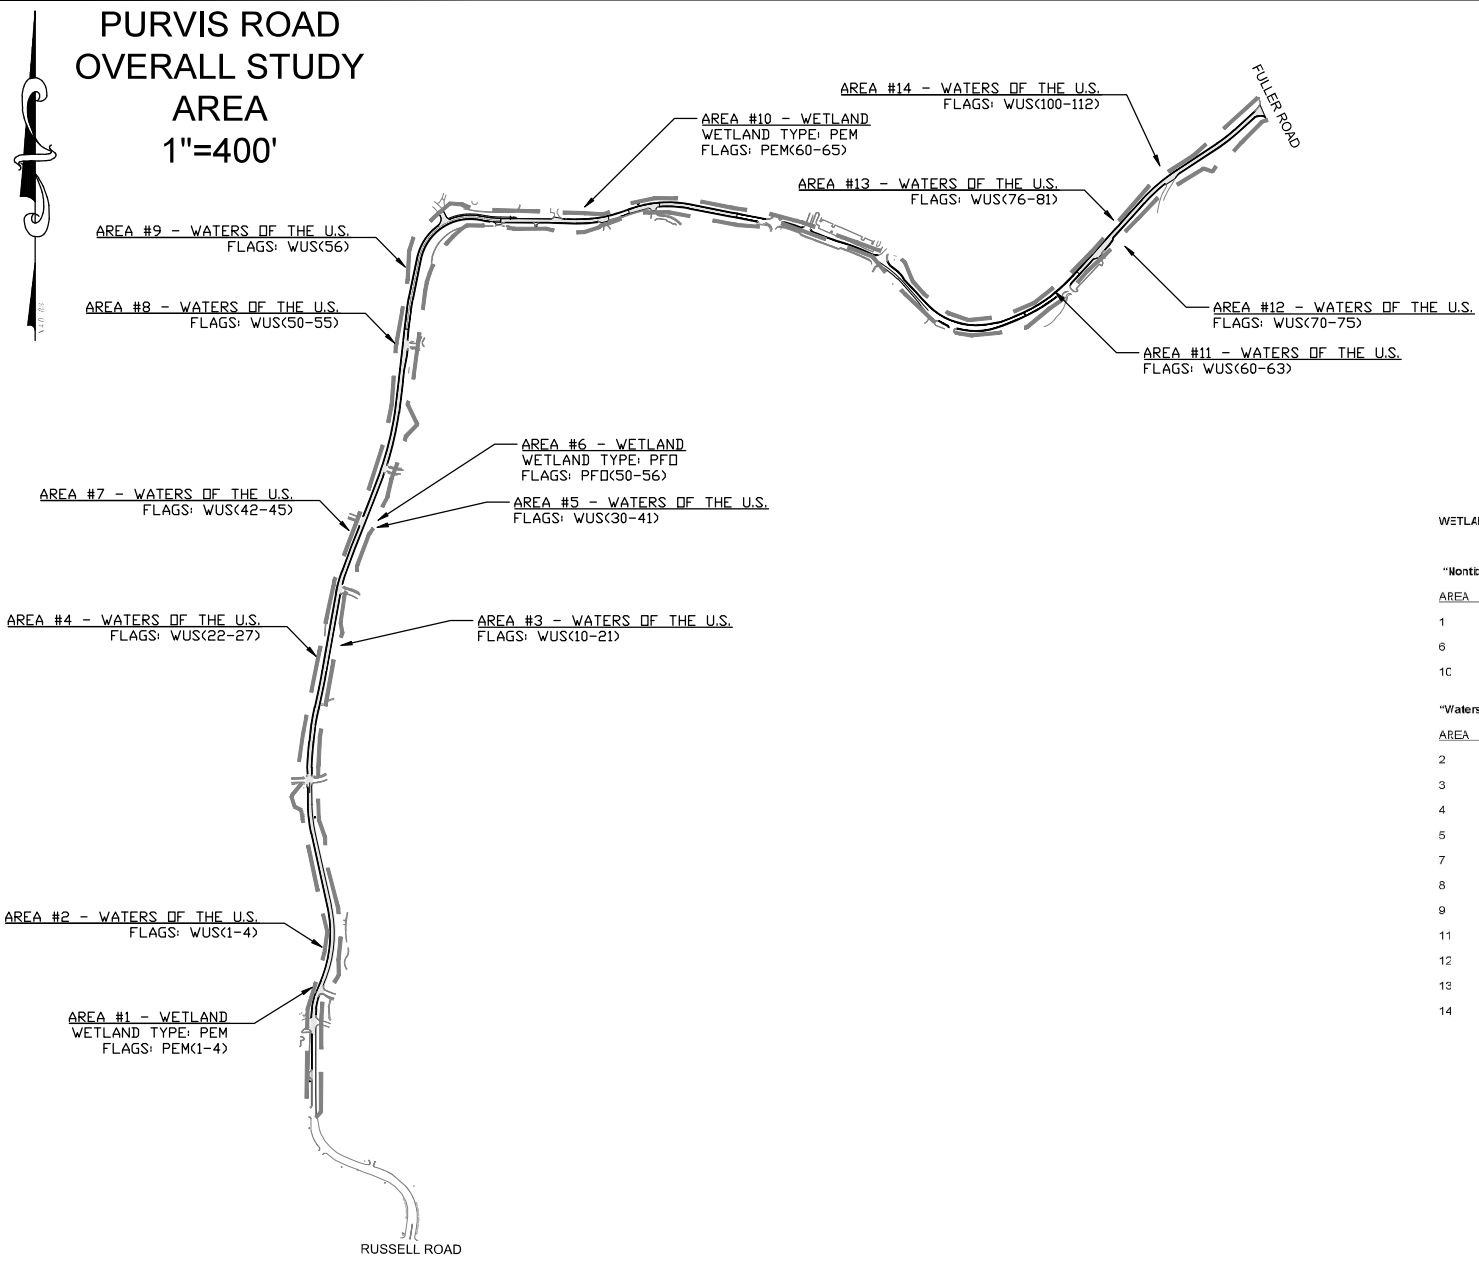 PURVIS ROAD
OVERALL STUDY
AREA
1"=400'
NAD 83
FULLER ROAD
AREA #14 - WATERS OF THE U.S.
FLAGS: WUS(100-112)
AREA #10 - WETLAND
WETLAND TYPE: PEM
FLAGS: PEM(60-65)
AREA #13 - WATERS OF THE U.S.
FLAGS: WUS(76-81)
AREA #9 - WATERS OF THE U.S.
FLAGS: WUS(56)
AREA #8 - WATERS OF THE U.S.
FLAGS: WUS(50-55)
AREA #12 - WATERS OF THE U.S.
FLAGS: WUS(70-75)
AREA #11 - WATERS OF THE U.S.
FLAGS: WUS(60-63)
AREA #6 - WETLAND
WETLAND TYPE: PFO
FLAGS: PFO(50-56)
AREA #7 - WATERS OF THE U.S.
FLAGS: WUS(42-45)
AREA #5 - WATERS OF THE U.S.
FLAGS: WUS(30-41)
AREA #4 - WATERS OF THE U.S.
FLAGS: WUS(22-27)
AREA #3 - WATERS OF THE U.S.
FLAGS: WUS(10-21)
AREA #2 - WATERS OF THE U.S.
FLAGS: WUS(1-4)
AREA #1 - WETLAND
WETLAND TYPE: PEM
FLAGS: PEM(1-4)
RUSSELL ROAD
WETLA
"Nonti
AREA
1
6
10
"Waters
AREA
2
3
4
5
7
8
9
11
12
13
14